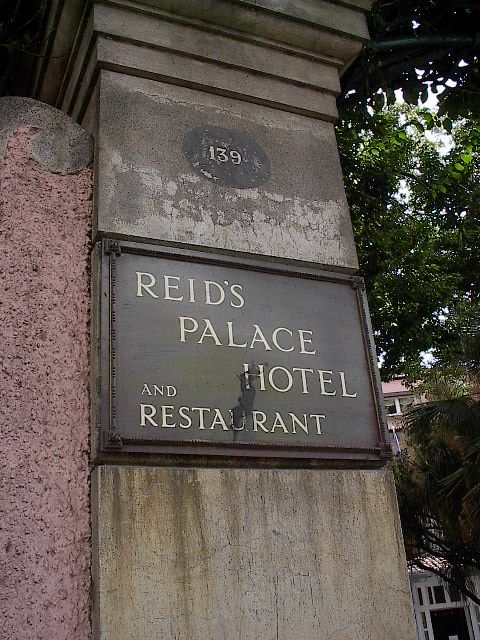 139
REID'S
PALACE
HOTEL
AND
RESTAURANT